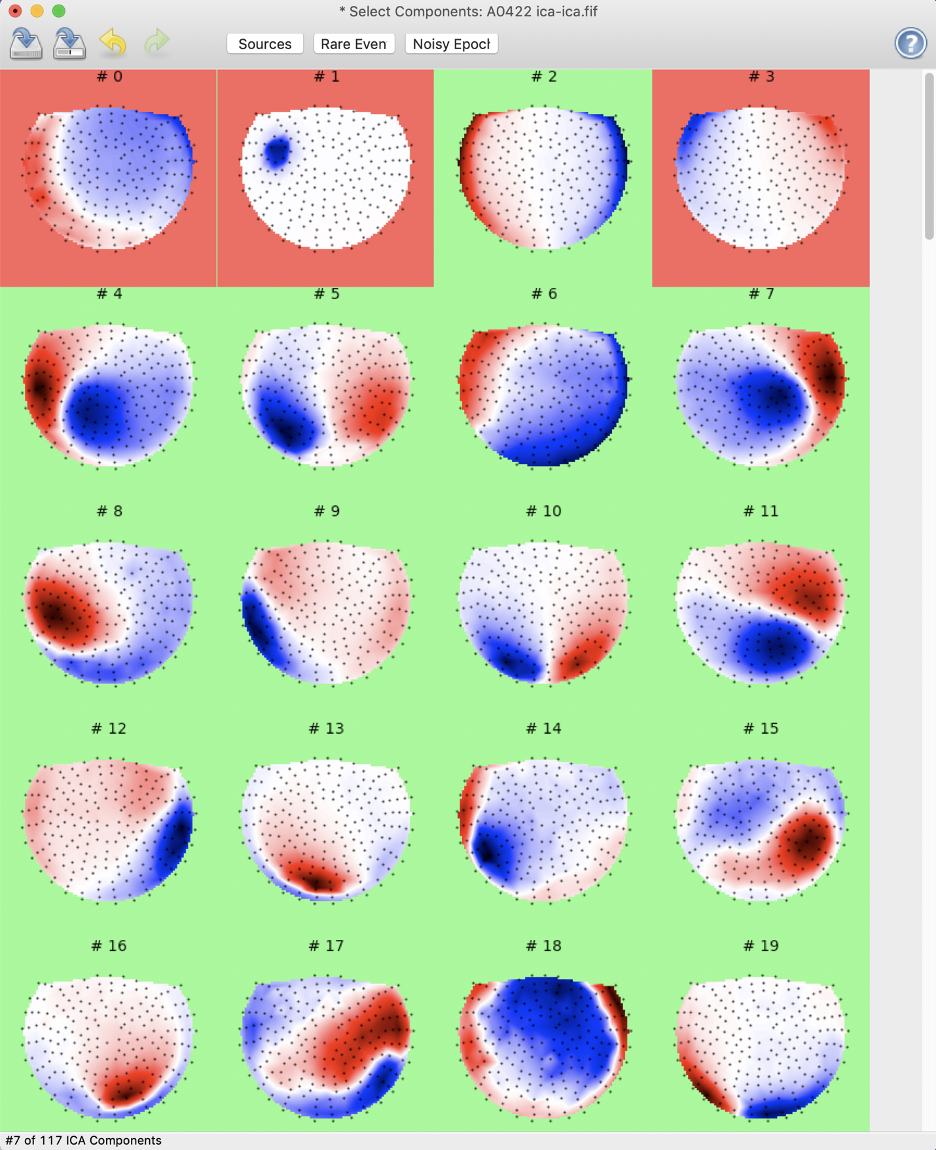 * Select Components: A0422 ica-ica.fif
Sources Rare Even Noisy Epocl ?
# 0 # 1 # 2 # 3
# 4 # 5 # 6 # 7
# 8 # 9 # 10 # 11
# 12 # 13 # 14 # 15
# 16 # 17 # 18 # 19
#7 of 117 ICA Components